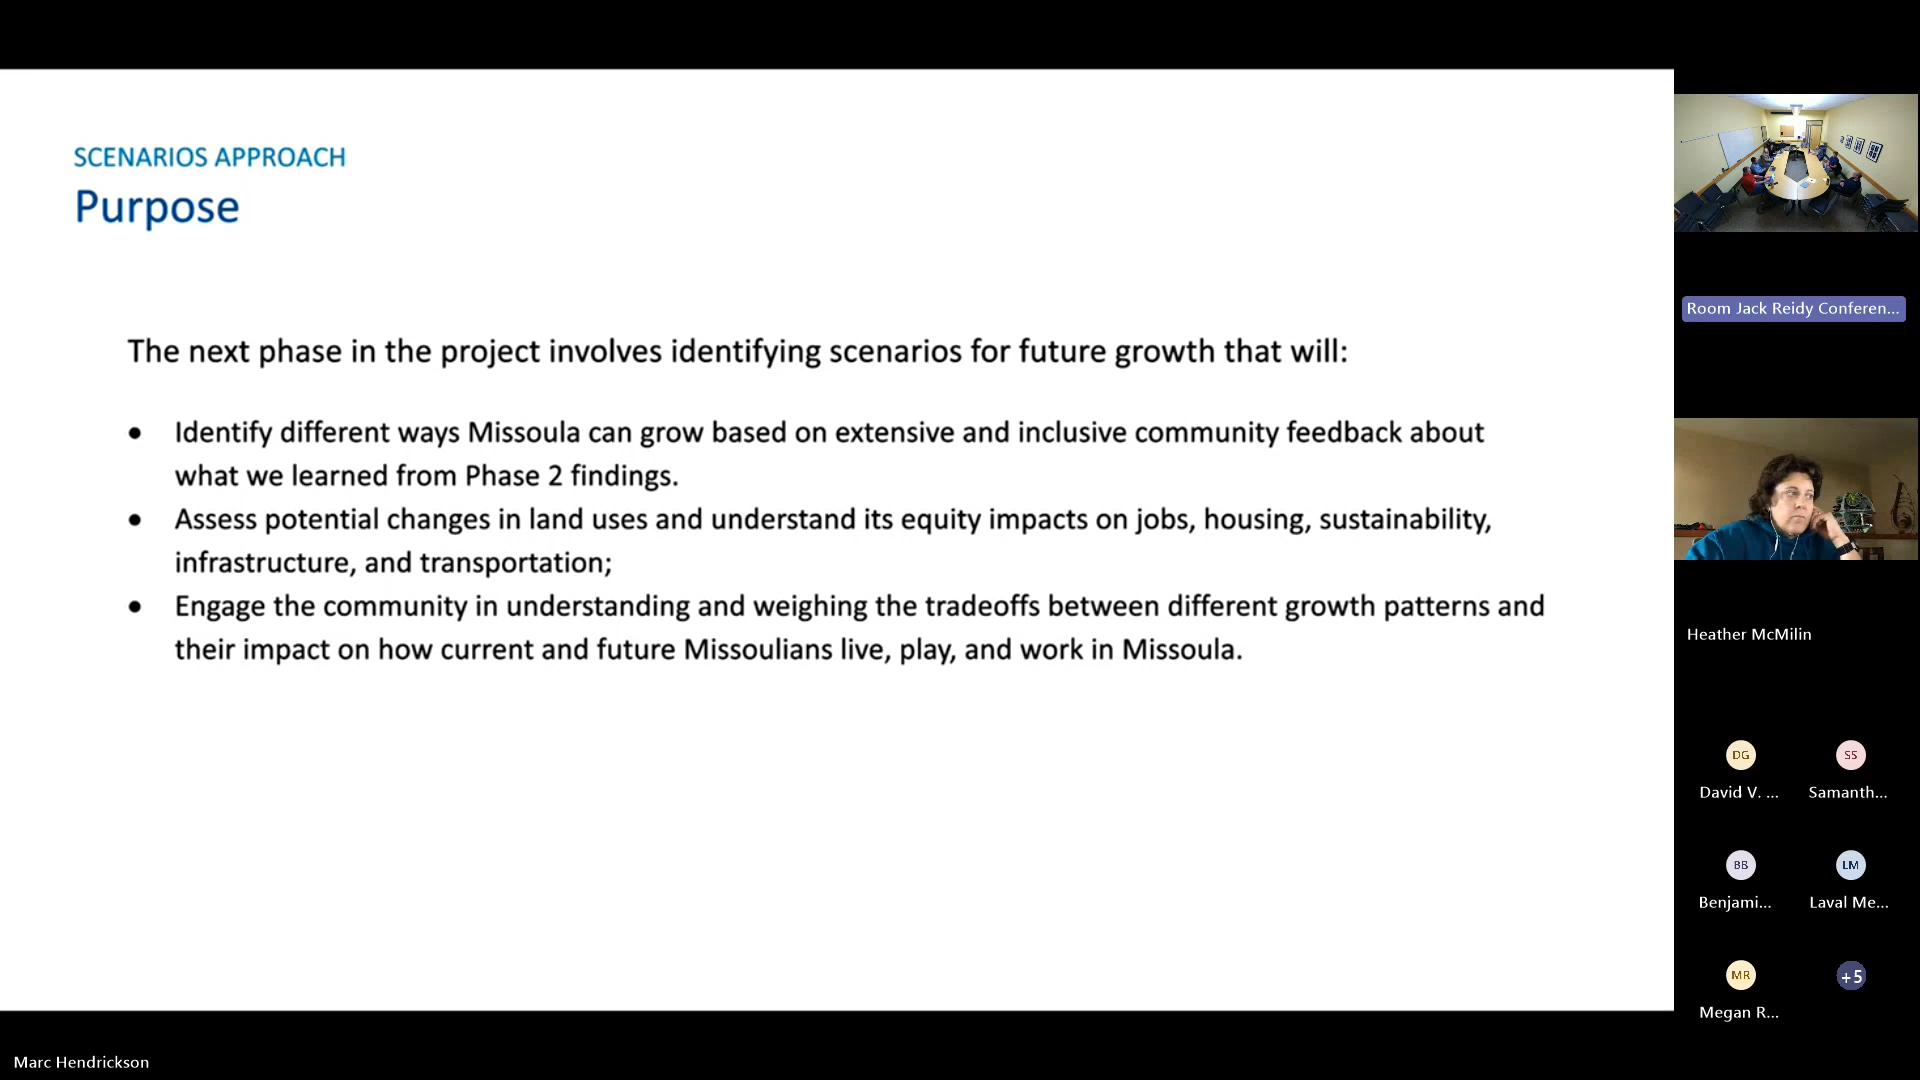 SCENARIOS APPROACH
Purpose
The next phase in the project involves identifying scenarios for future growth that will:
• Identify different ways Missoula can grow based on extensive and inclusive community feedback about
what we learned from Phase 2 findings.
• Assess potential changes in land uses and understand its equity impacts on jobs, housing, sustainability,
infrastructure, and transportation;
• Engage the community in understanding and weighing the tradeoffs between different growth patterns and
their impact on how current and future Missoulians live, play, and work in Missoula.
Room Jack Reidy Conferen...
Heather McMilin
DG
SS
David V. ...
Samanth...
BB
LM
Benjami...
Laval Me...
MR
+5
Megan R...
Marc Hendrickson